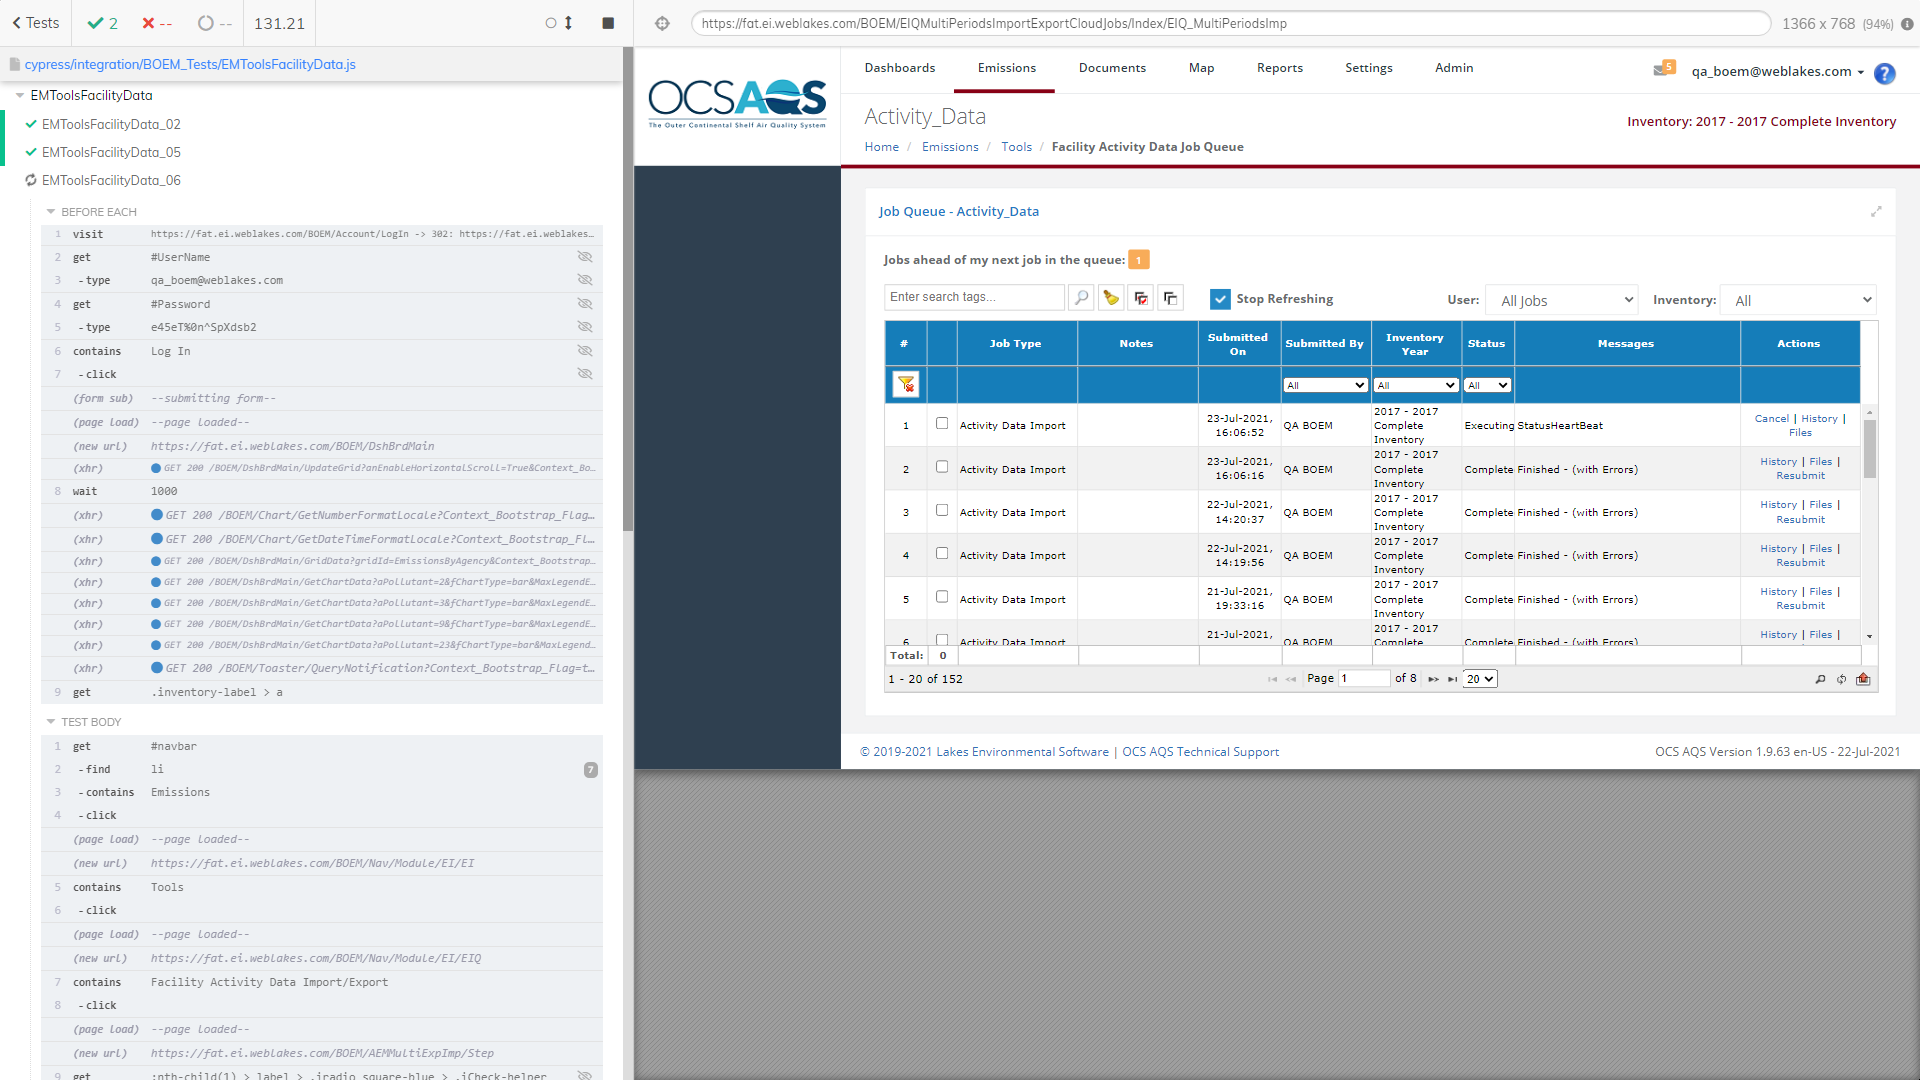 Tests
2
--
--
131.21
cypress/integration/BOEM_Tests/EMToolsFacilityData.js
EMToolsFacilityData
EMToolsFacilityData_02
EMToolsFacilityData_05
EMToolsFacilityData_06
BEFORE EACH
1 visit https://fat.ei.weblakes.com/BOEM/Account/LogIn -> 302: https://fat.ei.weblakes...
2 get #UserName
3 -type qa_boem@weblakes.com
4 get #Password
5 -type e45eT%0n^SpXdsb2
6 contains Log In
7 -click
(form sub) --submitting form--
(page load) --page loaded--
(new url) https://fat.ei.weblakes.com/BOEM/DshBrdMain
(xhr) GET 200 /BOEM/DshBrdMain/UpdateGrid?anEnableHorizontalScroll=True&Context_Bo...
8 wait 1000
(xhr) GET 200 /BOEM/Chart/GetNumberFormatLocale?Context_Bootstrap_Flag...
(xhr) GET 200 /BOEM/Chart/GetDateTimeFormatLocale?Context_Bootstrap_Fl...
(xhr) GET 200 /BOEM/DshBrdMain/GridData?gridId=EmissionsByAgency&Context_Bootstrap...
(xhr) GET 200 /BOEM/DshBrdMain/GetChartData?aPollutant=2&fChartType=bar&MaxLegendE...
(xhr) GET 200 /BOEM/DshBrdMain/GetChartData?aPollutant=3&fChartType=bar&MaxLegendE...
(xhr) GET 200 /BOEM/DshBrdMain/GetChartData?aPollutant=9&fChartType=bar&MaxLegendE...
(xhr) GET 200 /BOEM/DshBrdMain/GetChartData?aPollutant=23&fChartType=bar&MaxLegend...
(xhr) GET 200 /BOEM/Toaster/QueryNotification?Context_Bootstrap_Flag=t...
9 get .inventory-label > a
TEST BODY
1 get #navbar
2 -find li 7
3 -contains Emissions
4 -click
(page load) --page loaded--
(new url) https://fat.ei.weblakes.com/BOEM/Nav/Module/EI/EI
5 contains Tools
6 -click
(page load) --page loaded--
(new url) https://fat.ei.weblakes.com/BOEM/Nav/Module/EI/EIQ
7 contains Facility Activity Data Import/Export
8 -click
(page load) --page loaded--
(new url) https://fat.ei.weblakes.com/BOEM/AEMMultiExpImp/Step
9 get :nth-child(1) > label > .iradio_square-blue > .iCheck-helper
https://fat.ei.weblakes.com/BOEM/EIQMultiPeriodsImportExportCloudJobs/Index/EIQ_MultiPeriodsImp
1366 x 768 (94%)
OCSAQS
The Outer Continental Shelf Air Quality System
Dashboards Emissions Documents Map Reports Settings Admin
5 qa_boem@weblakes.com ?
Activity_Data
Inventory: 2017 - 2017 Complete Inventory
Home / Emissions / Tools / Facility Activity Data Job Queue
Job Queue - Activity_Data
Jobs ahead of my next job in the queue: 1
Enter search tags... Stop Refreshing User: All Jobs Inventory: All
# Job Type Notes Submitted On Submitted By Inventory Year Status Messages Actions
All All All
1 Activity Data Import 23-Jul-2021, 16:06:52 QA BOEM 2017 - 2017 Complete Inventory Executing StatusHeartBeat Cancel | History | Files
2 Activity Data Import 23-Jul-2021, 16:06:16 QA BOEM 2017 - 2017 Complete Inventory Complete Finished - (with Errors) History | Files | Resubmit
3 Activity Data Import 22-Jul-2021, 14:20:37 QA BOEM 2017 - 2017 Complete Inventory Complete Finished - (with Errors) History | Files | Resubmit
4 Activity Data Import 22-Jul-2021, 14:19:56 QA BOEM 2017 - 2017 Complete Inventory Complete Finished - (with Errors) History | Files | Resubmit
5 Activity Data Import 21-Jul-2021, 19:33:16 QA BOEM 2017 - 2017 Complete Inventory Complete Finished - (with Errors) History | Files | Resubmit
6 Activity Data Import 21-Jul-2021, QA BOEM 2017 - 2017 Complete Complete Finished - (with Errors) History | Files |
Total: 0
1 - 20 of 152 Page 1 of 8 20
© 2019-2021 Lakes Environmental Software | OCS AQS Technical Support
OCS AQS Version 1.9.63 en-US - 22-Jul-2021